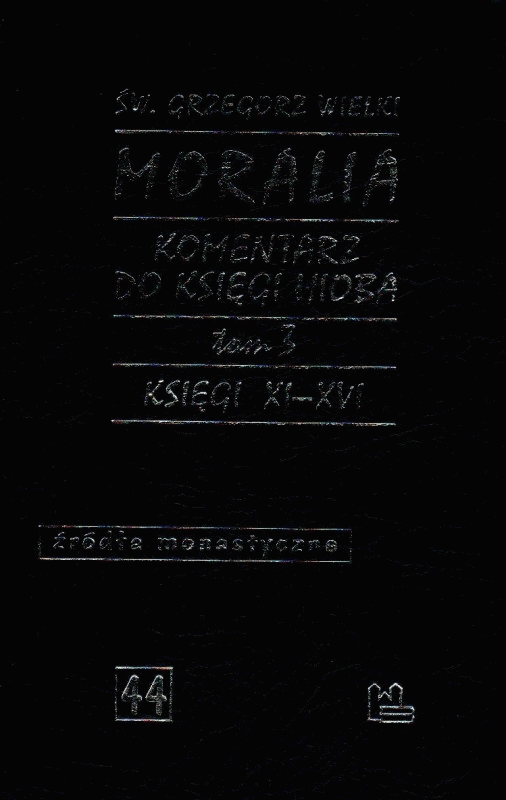 ŚW. GRZEGORZ WIELKI
MORALIA
KOMENTARZ
DO KSIĘGI HIOBA
tom 3
KSIĘGI XI–XVI
źródła monastyczne
44